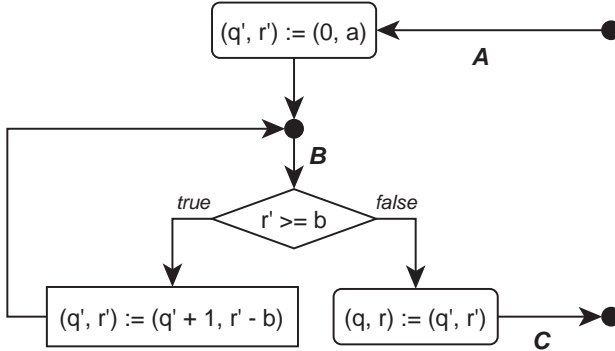 (q', r') := (0, a)
A
B
true
false
r' >= b
(q', r') := (q' + 1, r' - b)
(q, r) := (q', r')
C